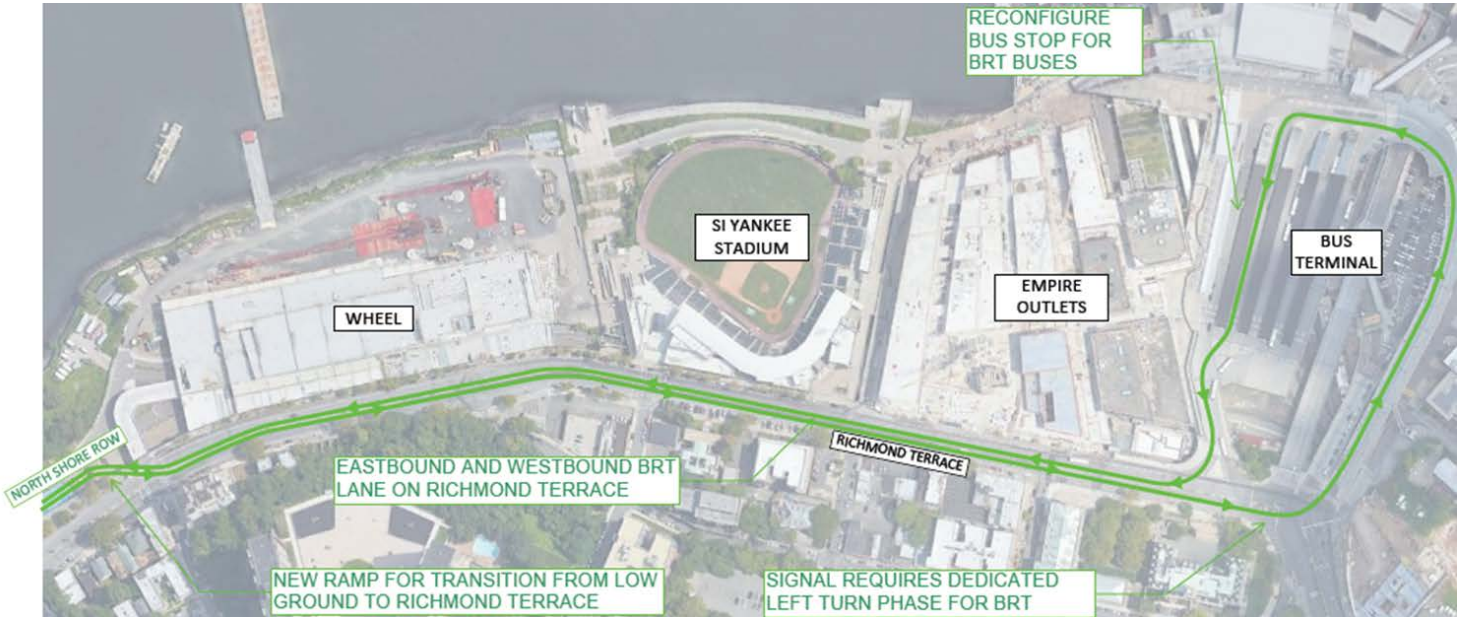 RECONFIGURE
BUS STOP FOR
BRT BUSES
SI YANKEE
STADIUM
BUS
TERMINAL
EMPIRE
OUTLETS
WHEEL
RICHMOND TERRACE
NORTH SHORE ROW
EASTBOUND AND WESTBOUND BRT
LANE ON RICHMOND TERRACE
NEW RAMP FOR TRANSITION FROM LOW
GROUND TO RICHMOND TERRACE
SIGNAL REQUIRES DEDICATED
LEFT TURN PHASE FOR BRT